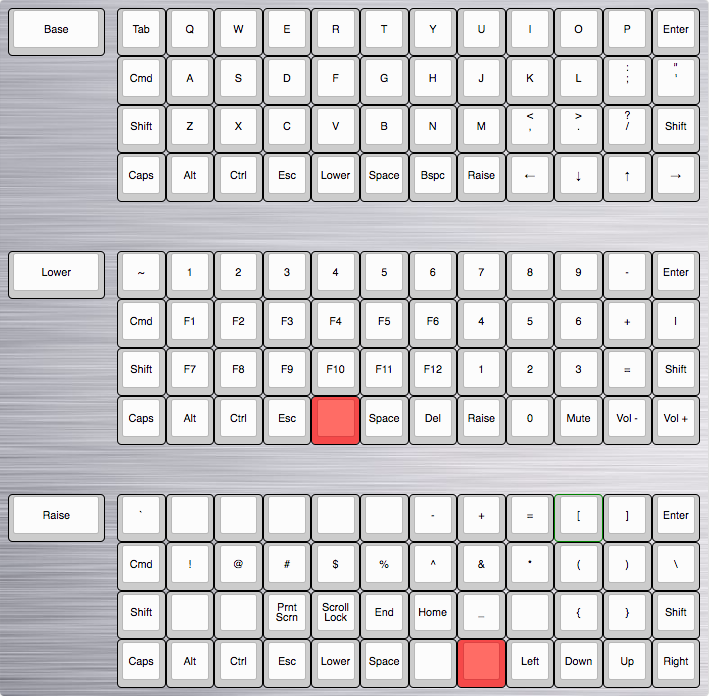 Base Tab Q W E R T Y U I O P Enter
Cmd A S D F G H J K L : ; " '
Shift Z X C V B N M < , > . ? / Shift
Caps Alt Ctrl Esc Lower Space Bspc Raise ← ↓ ↑ →
Lower ~ 1 2 3 4 5 6 7 8 9 - Enter
Cmd F1 F2 F3 F4 F5 F6 4 5 6 + |
Shift F7 F8 F9 F10 F11 F12 1 2 3 = Shift
Caps Alt Ctrl Esc Space Del Raise 0 Mute Vol - Vol +
Raise ` - + = [ ] Enter
Cmd ! @ # $ % ^ & * ( ) \
Shift Prnt Scrn Scroll Lock End Home _ { } Shift
Caps Alt Ctrl Esc Lower Space Left Down Up Right